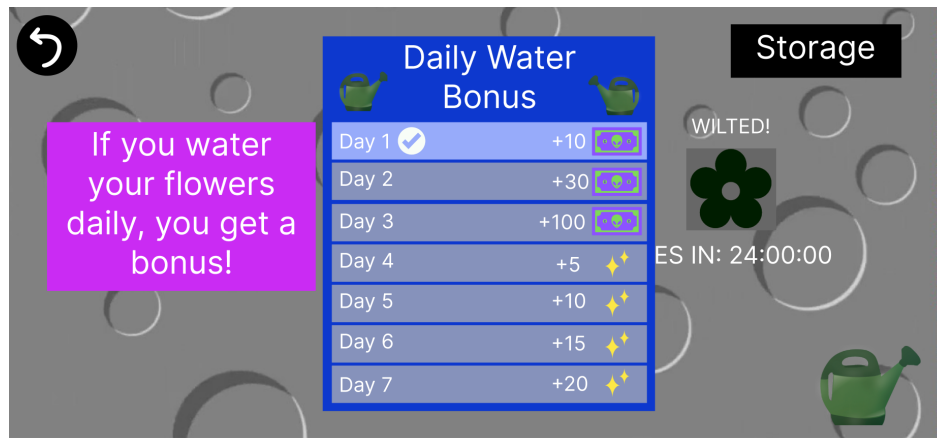 Storage
Daily Water
Bonus
If you water
your flowers
daily, you get a
bonus!
Day 1 +10
Day 2 +30
Day 3 +100
Day 4 +5
Day 5 +10
Day 6 +15
Day 7 +20
WILTED!
ES IN: 24:00:00